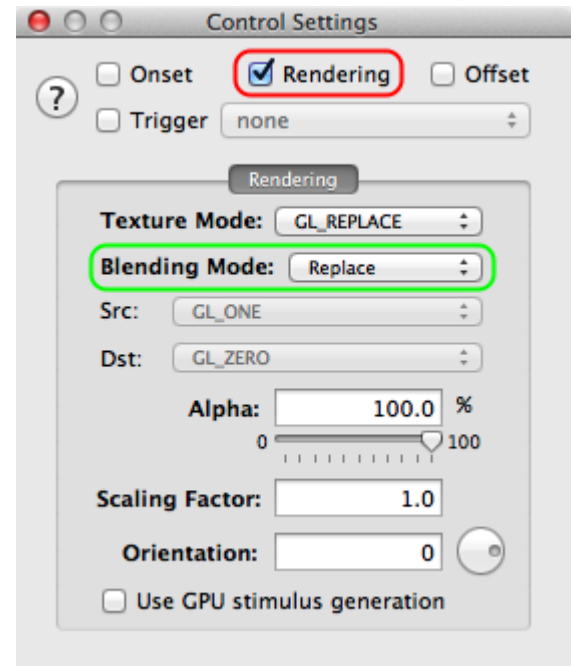 Control Settings
Onset Rendering Offset
?
Trigger none
Rendering
Texture Mode: GL_REPLACE
Blending Mode: Replace
Src: GL_ONE
Dst: GL_ZERO
Alpha: 100.0 %
0 100
Scaling Factor: 1.0
Orientation: 0
Use GPU stimulus generation